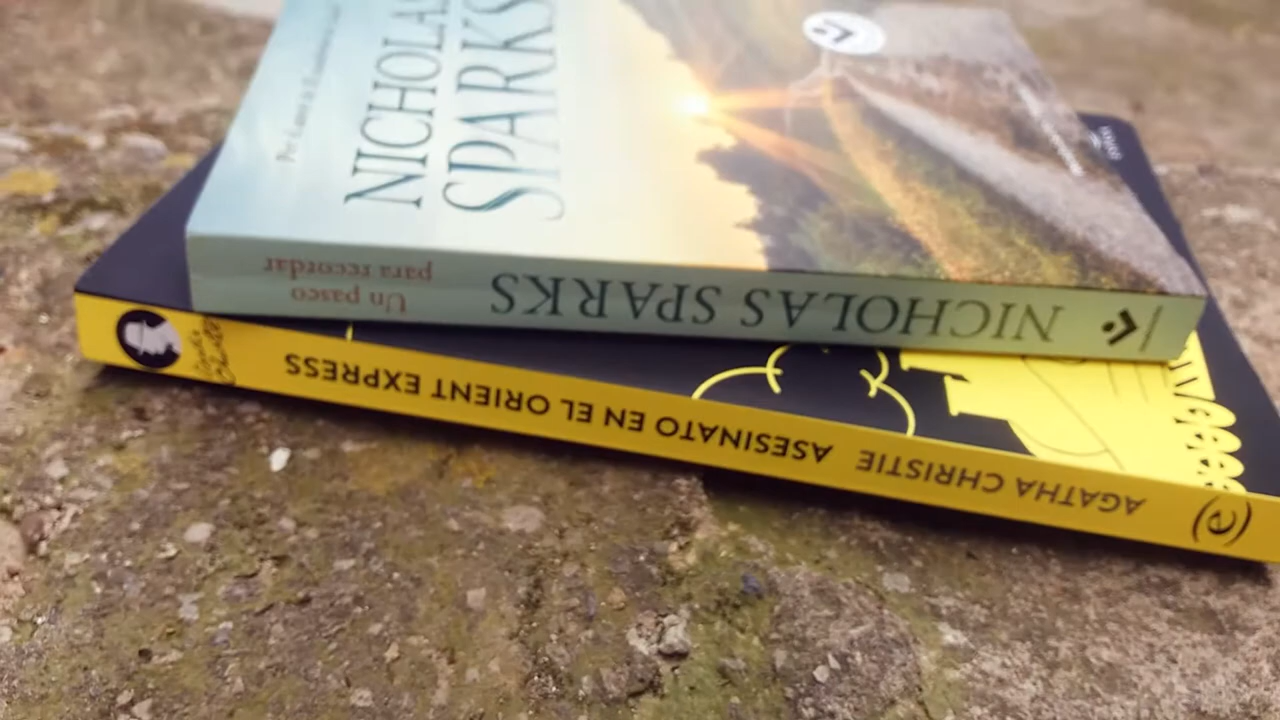 NICHOLAS
SPARKS
NICHOLAS SPARKS
Un paseo
para recordar
AGATHA CHRISTIE ASESINATO EN EL ORIENT EXPRESS
(e)